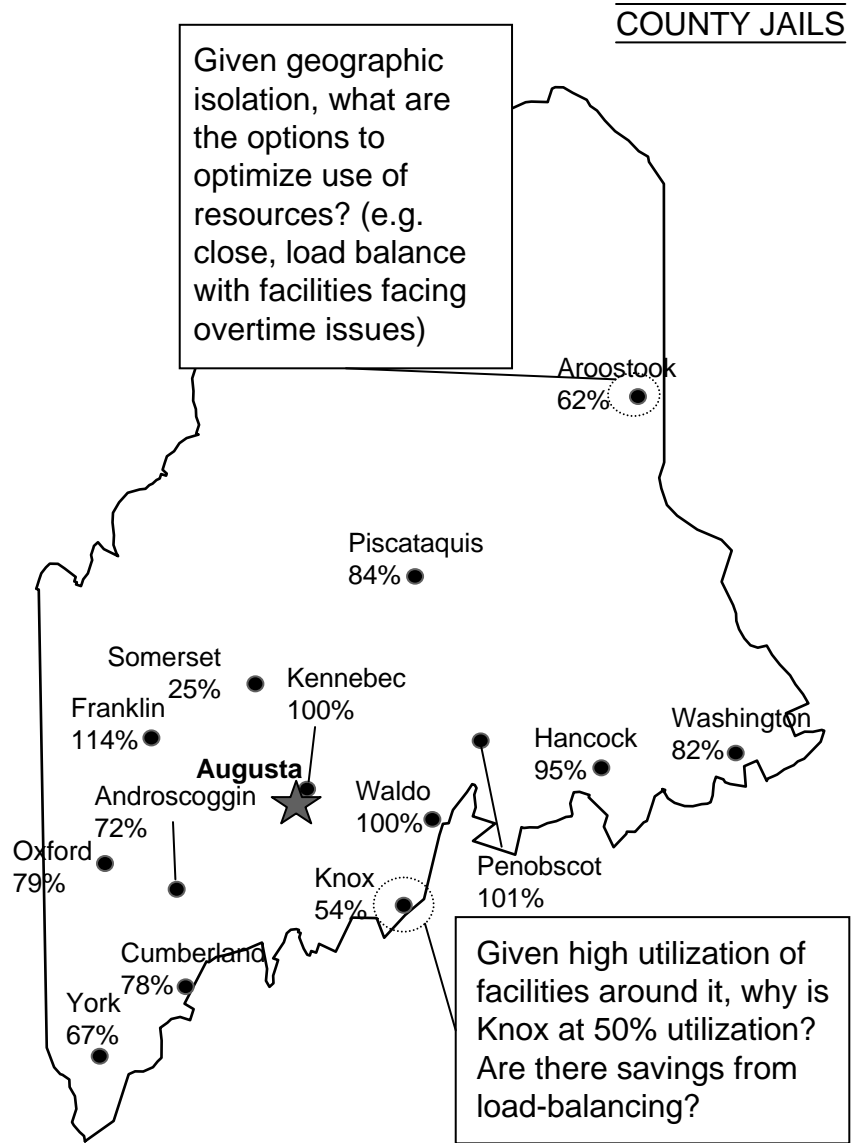 COUNTY JAILS
Given geographic
isolation, what are
the options to
optimize use of
resources? (e.g.
close, load balance
with facilities facing
overtime issues)
Aroostook
62%
Piscataquis
84%
Somerset
25%
Kennebec
100%
Franklin
114%
Washington
82%
Hancock
95%
Augusta
Androscoggin
72%
Waldo
100%
Oxford
79%
Penobscot
101%
Knox
54%
Cumberland
78%
York
67%
Given high utilization of
facilities around it, why is
Knox at 50% utilization?
Are there savings from
load-balancing?